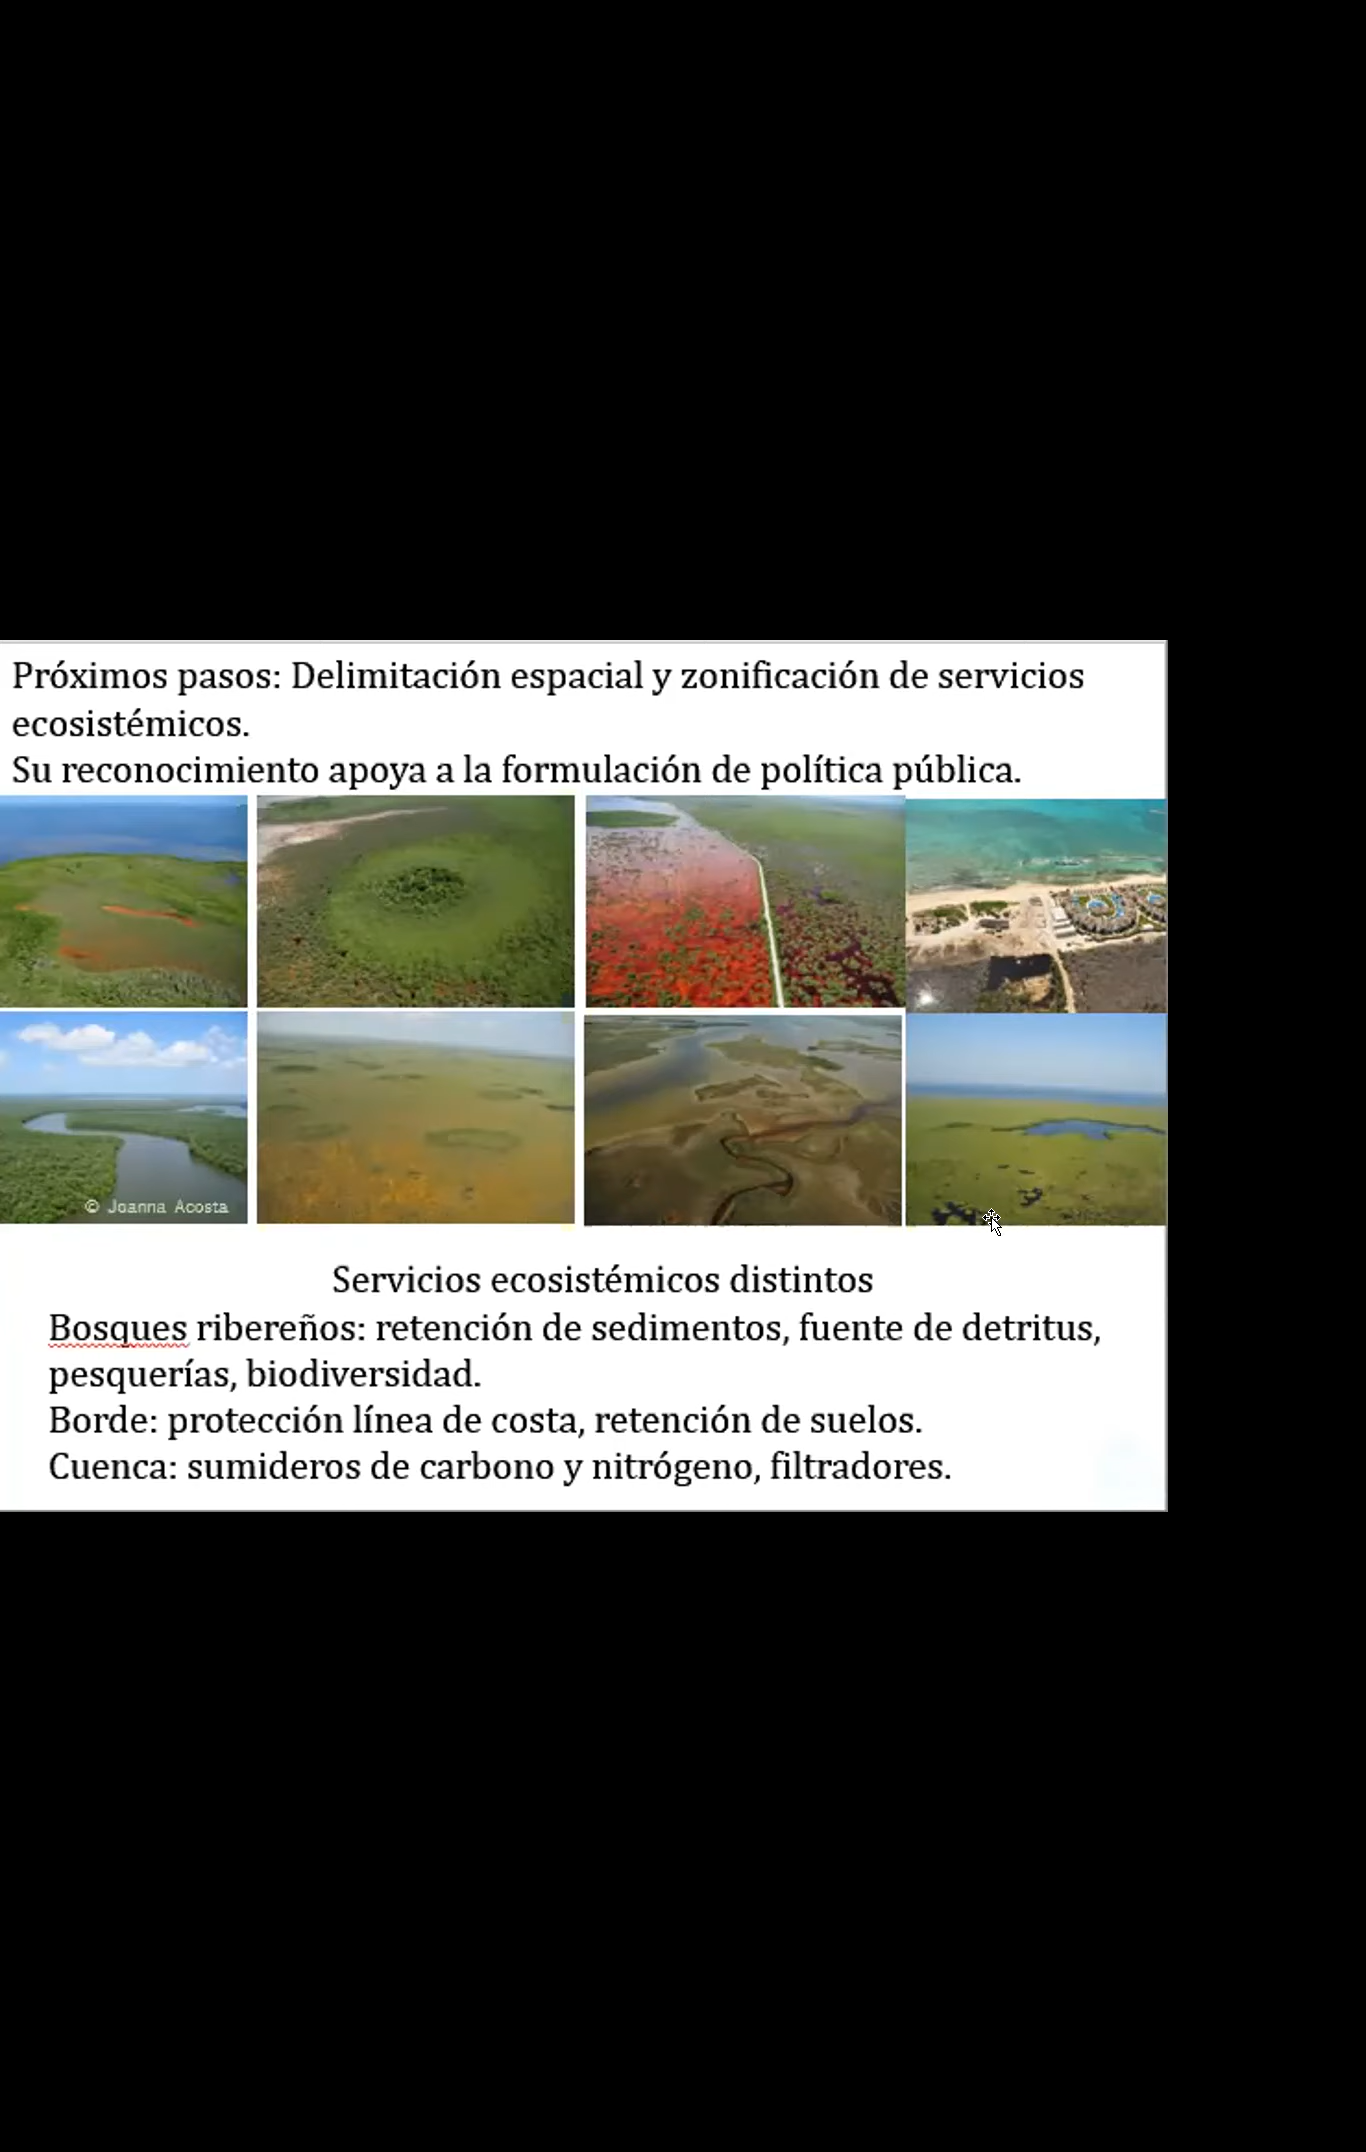 Próximos pasos: Delimitación espacial y zonificación de servicios
ecosistémicos.
Su reconocimiento apoya a la formulación de política pública.
© Joanna Acosta
Servicios ecosistémicos distintos
Bosques ribereños: retención de sedimentos, fuente de detritus,
pesquerías, biodiversidad.
Borde: protección línea de costa, retención de suelos.
Cuenca: sumideros de carbono y nitrógeno, filtradores.